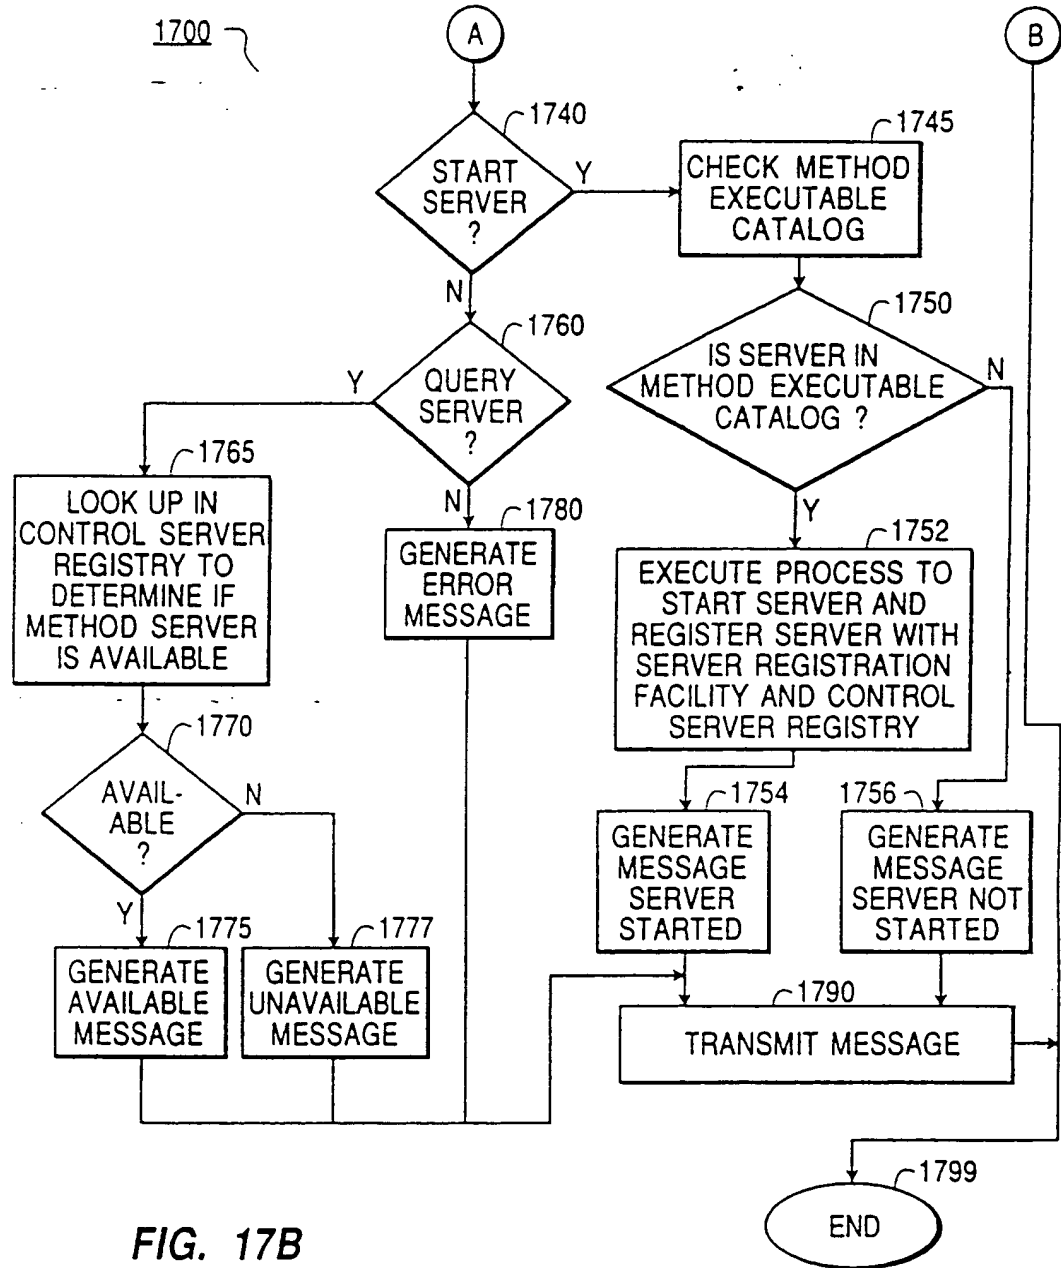 1700
A
B
1740
START
SERVER
?
Y
N
1745
CHECK METHOD
EXECUTABLE
CATALOG
1750
IS SERVER IN
METHOD EXECUTABLE
CATALOG ?
N
Y
1760
QUERY
SERVER
?
Y
N
1765
LOOK UP IN
CONTROL SERVER
REGISTRY TO
DETERMINE IF
METHOD SERVER
IS AVAILABLE
1780
GENERATE
ERROR
MESSAGE
1752
EXECUTE PROCESS TO
START SERVER AND
REGISTER SERVER WITH
SERVER REGISTRATION
FACILITY AND CONTROL
SERVER REGISTRY
1770
AVAIL-
ABLE
?
N
Y
1754
GENERATE
MESSAGE
SERVER
STARTED
1756
GENERATE
MESSAGE
SERVER NOT
STARTED
1775
GENERATE
AVAILABLE
MESSAGE
1777
GENERATE
UNAVAILABLE
MESSAGE
1790
TRANSMIT MESSAGE
1799
END
FIG. 17B